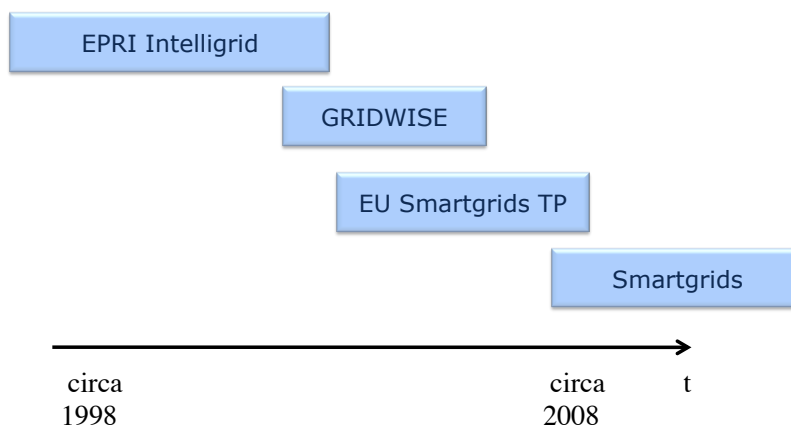 EPRI Intelligrid
GRIDWISE
EU Smartgrids TP
Smartgrids
circa circa t
1998 2008